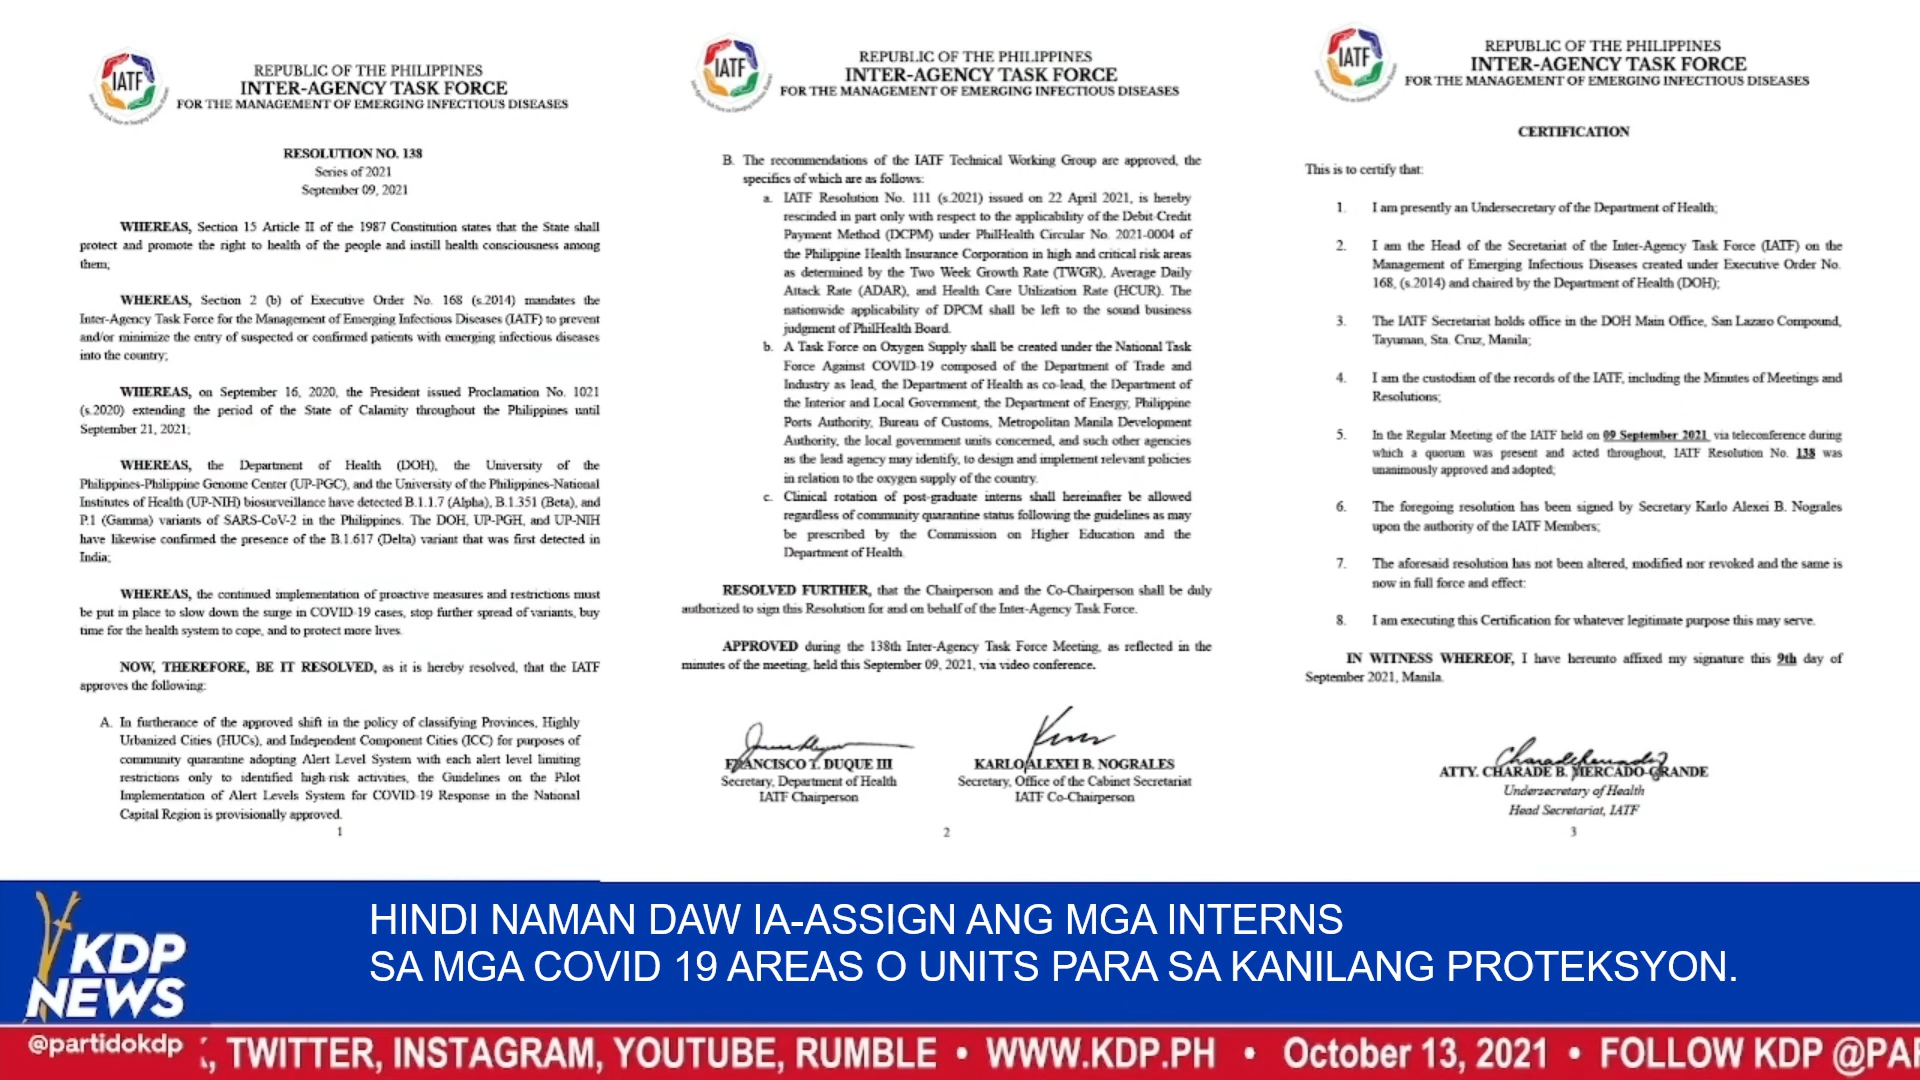 IATF
REPUBLIC OF THE PHILIPPINES
INTER-AGENCY TASK FORCE
FOR THE MANAGEMENT OF EMERGING INFECTIOUS DISEASES
RESOLUTION NO. 138
Series of 2021
September 09, 2021
WHEREAS, Section 15 Article II of the 1987 Constitution states that the State shall
protect and promote the right to health of the people and instill health consciousness among
them;
WHEREAS, Section 2 (b) of Executive Order No. 168 (s.2014) mandates the
Inter-Agency Task Force for the Management of Emerging Infectious Diseases (IATF) to prevent
and/or minimize the entry of suspected or confirmed patients with emerging infectious diseases
into the country;
WHEREAS, on September 16, 2020, the President issued Proclamation No. 1021
(s.2020) extending the period of the State of Calamity throughout the Philippines until
September 21, 2021;
WHEREAS, the Department of Health (DOH), the University of the
Philippines-Philippine Genome Center (UP-PGC), and the University of the Philippines-National
Institutes of Health (UP-NIH) biosurveillance have detected B.1.1.7 (Alpha), B.1.351 (Beta), and
P.1 (Gamma) variants of SARS-CoV-2 in the Philippines. The DOH, UP-PGH, and UP-NIH
have likewise confirmed the presence of the B.1.617 (Delta) variant that was first detected in
India;
WHEREAS, the continued implementation of proactive measures and restrictions must
be put in place to slow down the surge in COVID-19 cases, stop further spread of variants, buy
time for the health system to cope, and to protect more lives.
NOW, THEREFORE, BE IT RESOLVED, as it is hereby resolved, that the IATF
approves the following:
A. In furtherance of the approved shift in the policy of classifying Provinces, Highly
Urbanized Cities (HUCs), and Independent Component Cities (ICC) for purposes of
community quarantine adopting Alert Level System with each alert level limiting
restrictions only to identified high-risk activities, the Guidelines on the Pilot
Implementation of Alert Levels System for COVID-19 Response in the National
Capital Region is provisionally approved.
1
IATF
REPUBLIC OF THE PHILIPPINES
INTER-AGENCY TASK FORCE
FOR THE MANAGEMENT OF EMERGING INFECTIOUS DISEASES
B. The recommendations of the IATF Technical Working Group are approved, the
specifics of which are as follows:
a. IATF Resolution No. 111 (s.2021) issued on 22 April 2021, is hereby
rescinded in part only with respect to the applicability of the Debit-Credit
Payment Method (DCPM) under PhilHealth Circular No. 2021-0004 of
the Philippine Health Insurance Corporation in high and critical risk areas
as determined by the Two Week Growth Rate (TWGR), Average Daily
Attack Rate (ADAR), and Health Care Utilization Rate (HCUR). The
nationwide applicability of DPCM shall be left to the sound business
judgment of PhilHealth Board.
b. A Task Force on Oxygen Supply shall be created under the National Task
Force Against COVID-19 composed of the Department of Trade and
Industry as lead, the Department of Health as co-lead, the Department of
the Interior and Local Government, the Department of Energy, Philippine
Ports Authority, Bureau of Customs, Metropolitan Manila Development
Authority, the local government units concerned, and such other agencies
as the lead agency may identify, to design and implement relevant policies
in relation to the oxygen supply of the country.
c. Clinical rotation of post-graduate interns shall hereinafter be allowed
regardless of community quarantine status following the guidelines as may
be prescribed by the Commission on Higher Education and the
Department of Health.
RESOLVED FURTHER, that the Chairperson and the Co-Chairperson shall be duly
authorized to sign this Resolution for and on behalf of the Inter-Agency Task Force.
APPROVED during the 138th Inter-Agency Task Force Meeting, as reflected in the
minutes of the meeting, held this September 09, 2021, via video conference.
FRANCISCO T. DUQUE III
Secretary, Department of Health
IATF Chairperson
KARLO ALEXEI B. NOGRALES
Secretary, Office of the Cabinet Secretariat
IATF Co-Chairperson
2
IATF
REPUBLIC OF THE PHILIPPINES
INTER-AGENCY TASK FORCE
FOR THE MANAGEMENT OF EMERGING INFECTIOUS DISEASES
CERTIFICATION
This is to certify that:
1. I am presently an Undersecretary of the Department of Health;
2. I am the Head of the Secretariat of the Inter-Agency Task Force (IATF) on the
Management of Emerging Infectious Diseases created under Executive Order No.
168, (s.2014) and chaired by the Department of Health (DOH);
3. The IATF Secretariat holds office in the DOH Main Office, San Lazaro Compound,
Tayuman, Sta. Cruz, Manila;
4. I am the custodian of the records of the IATF, including the Minutes of Meetings and
Resolutions;
5. In the Regular Meeting of the IATF held on 09 September 2021 via teleconference during
which a quorum was present and acted throughout, IATF Resolution No. 138 was
unanimously approved and adopted;
6. The foregoing resolution has been signed by Secretary Karlo Alexei B. Nograles
upon the authority of the IATF Members;
7. The aforesaid resolution has not been altered, modified nor revoked and the same is
now in full force and effect:
8. I am executing this Certification for whatever legitimate purpose this may serve.
IN WITNESS WHEREOF, I have hereunto affixed my signature this 9th day of
September 2021, Manila.
ATTY. CHARADE B. MERCADO-GRANDE
Undersecretary of Health
Head Secretariat, IATF
3
KDP
NEWS
HINDI NAMAN DAW IA-ASSIGN ANG MGA INTERNS
SA MGA COVID 19 AREAS O UNITS PARA SA KANILANG PROTEKSYON.
@partidokdp
, TWITTER, INSTAGRAM, YOUTUBE, RUMBLE • WWW.KDP.PH • October 13, 2021 • FOLLOW KDP @PA